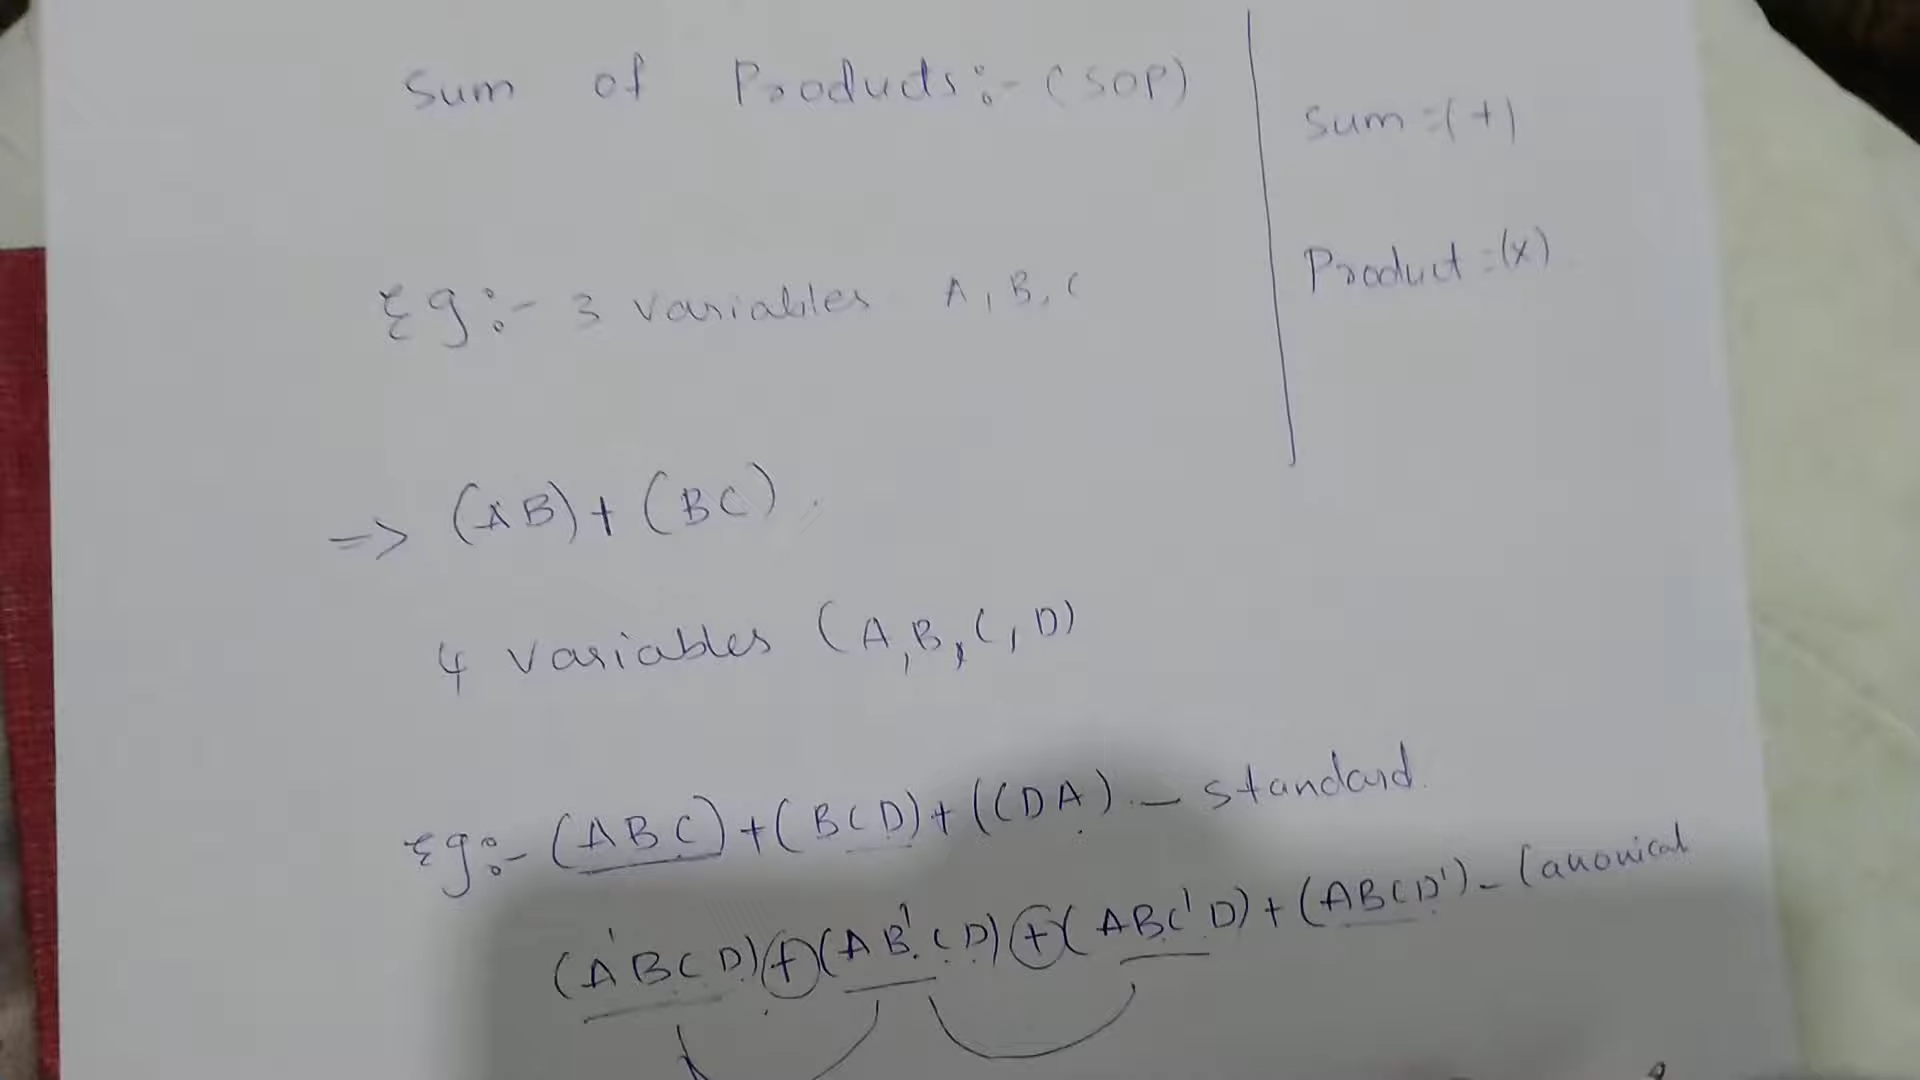 Sum of Products:- (SOP)
Sum = (+)
Product = (x)
Eg:- 3 variables A, B, C
=> (AB) + (BC).
4 variables (A, B, C, D)
Eg:- (ABC) + (BCD) + (CDA) - standard.
(A'BCD) + (AB'CD) + (ABC'D) + (ABCD') - Canonical